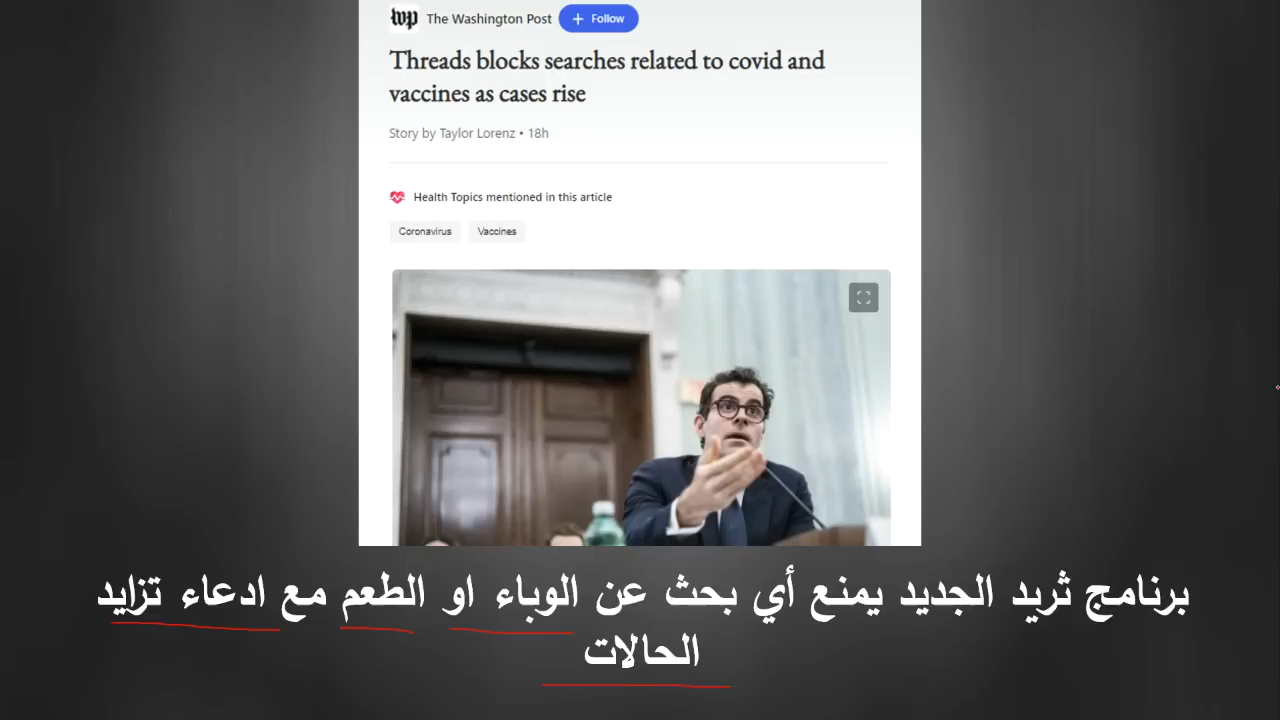 The Washington Post + Follow
Threads blocks searches related to covid and
vaccines as cases rise
Story by Taylor Lorenz • 18h
Health Topics mentioned in this article
Coronavirus Vaccines
برنامج ثريد الجديد يمنع أي بحث عن الوباء او الطعم مع ادعاء تزايد
الحالات